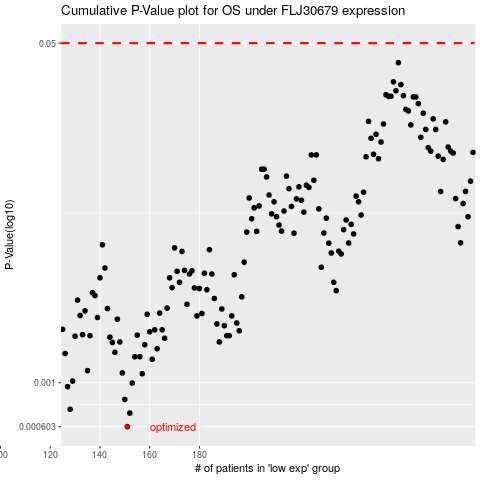 Cumulative P-Value plot for OS under FLJ30679 expression
0.05
P-Value(log10)
0.001
0.000603
optimized
00 120 140 160 180
# of patients in 'low exp' group